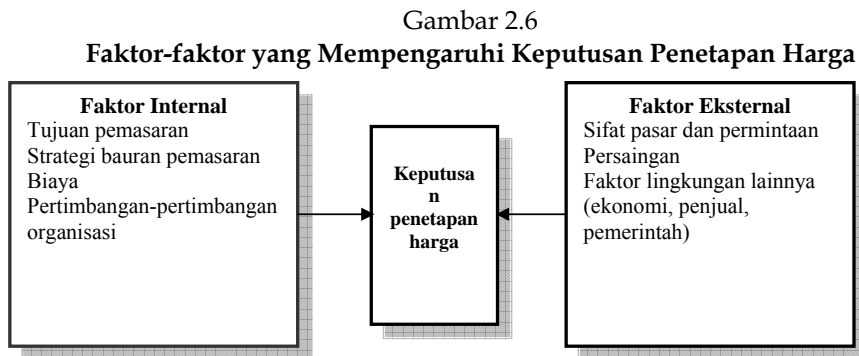 Gambar 2.6
Faktor-faktor yang Mempengaruhi Keputusan Penetapan Harga
Faktor Internal
Tujuan pemasaran
Strategi bauran pemasaran
Biaya
Pertimbangan-pertimbangan
organisasi
Keputusa
n
penetapan
harga
Faktor Eksternal
Sifat pasar dan permintaan
Persaingan
Faktor lingkungan lainnya
(ekonomi, penjual,
pemerintah)